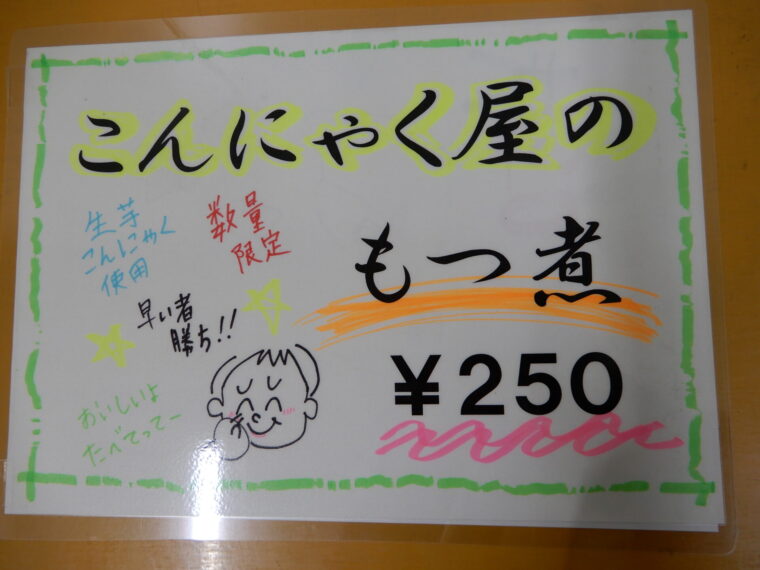 こんにゃく屋の
もつ煮
¥250
生芋
こんにゃく
使用
数量
限定
早い者
勝ち!!
おいしいよ
たべてってー